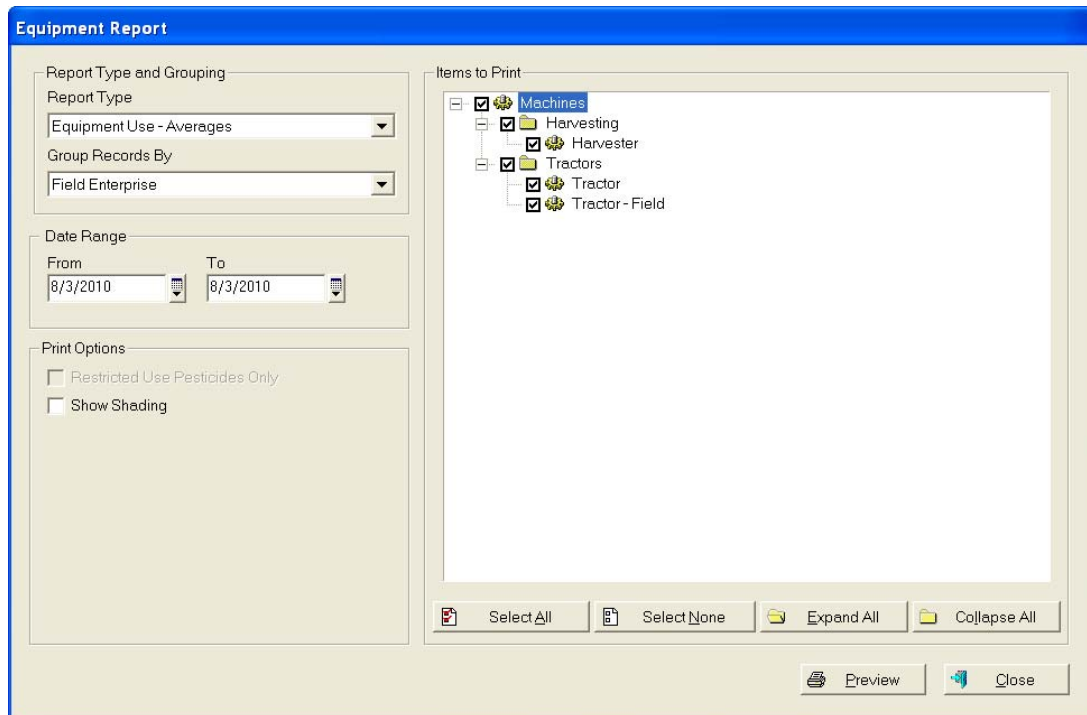 Equipment Report
Report Type and Grouping
Report Type
Equipment Use - Averages
Group Records By
Field Enterprise
Date Range
From To
8/3/2010 8/3/2010
Print Options
Restricted Use Pesticides Only
Show Shading
Items to Print
Machines
Harvesting
Harvester
Tractors
Tractor
Tractor - Field
Select All Select None Expand All Collapse All
Preview Close